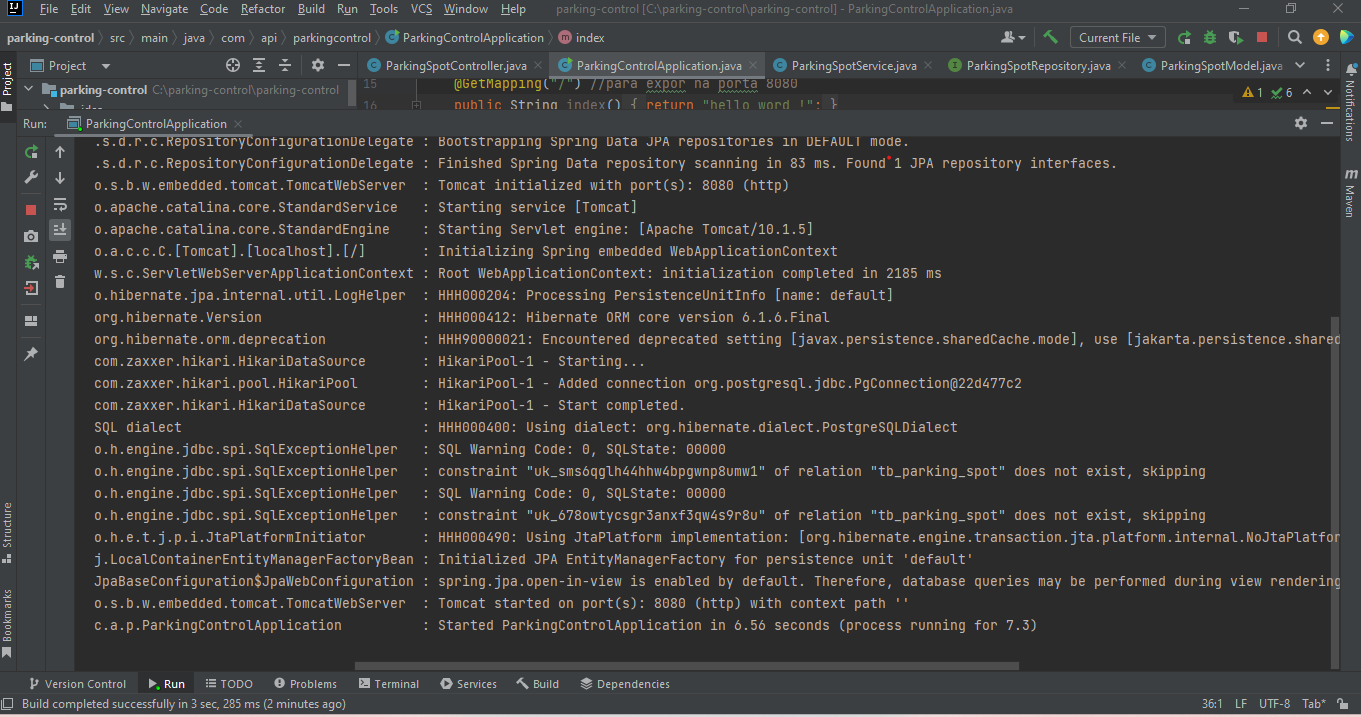 File Edit View Navigate Code Refactor Build Run Tools VCS Window Help parking-control [C:\parking-control\parking-control] - ParkingControlApplication.java
parking-control src main java com api parkingcontrol ParkingControlApplication m index Current File
Project Project ParkingSpotController.java ParkingControlApplication.java ParkingSpotService.java ParkingSpotRepository.java ParkingSpotModel.java
parking-control C:\parking-control\parking-control 15 @GetMapping("/") //para expor na porta 8080 1 6
16 public String index() { return "hello word !"; }
Run: ParkingControlApplication
Notifications
Maven
.s.d.r.c.RepositoryConfigurationDelegate : Bootstrapping Spring Data JPA repositories in DEFAULT mode.
.s.d.r.c.RepositoryConfigurationDelegate : Finished Spring Data repository scanning in 83 ms. Found 1 JPA repository interfaces.
o.s.b.w.embedded.tomcat.TomcatWebServer : Tomcat initialized with port(s): 8080 (http)
o.apache.catalina.core.StandardService : Starting service [Tomcat]
o.apache.catalina.core.StandardEngine : Starting Servlet engine: [Apache Tomcat/10.1.5]
o.a.c.c.C.[Tomcat].[localhost].[/] : Initializing Spring embedded WebApplicationContext
w.s.c.ServletWebServerApplicationContext : Root WebApplicationContext: initialization completed in 2185 ms
o.hibernate.jpa.internal.util.LogHelper : HHH000204: Processing PersistenceUnitInfo [name: default]
org.hibernate.Version : HHH000412: Hibernate ORM core version 6.1.6.Final
org.hibernate.orm.deprecation : HHH90000021: Encountered deprecated setting [javax.persistence.sharedCache.mode], use [jakarta.persistence.shared
com.zaxxer.hikari.HikariDataSource : HikariPool-1 - Starting...
com.zaxxer.hikari.pool.HikariPool : HikariPool-1 - Added connection org.postgresql.jdbc.PgConnection@22d477c2
com.zaxxer.hikari.HikariDataSource : HikariPool-1 - Start completed.
SQL dialect : HHH000400: Using dialect: org.hibernate.dialect.PostgreSQLDialect
o.h.engine.jdbc.spi.SqlExceptionHelper : SQL Warning Code: 0, SQLState: 00000
o.h.engine.jdbc.spi.SqlExceptionHelper : constraint "uk_sms6qglh44hhw4bpgwnp8umw1" of relation "tb_parking_spot" does not exist, skipping
o.h.engine.jdbc.spi.SqlExceptionHelper : SQL Warning Code: 0, SQLState: 00000
o.h.engine.jdbc.spi.SqlExceptionHelper : constraint "uk_678owtycsgr3anxf3qw4s9r8u" of relation "tb_parking_spot" does not exist, skipping
o.h.e.t.j.p.i.JtaPlatformInitiator : HHH000490: Using JtaPlatform implementation: [org.hibernate.engine.transaction.jta.platform.internal.NoJtaPlatfor
j.LocalContainerEntityManagerFactoryBean : Initialized JPA EntityManagerFactory for persistence unit 'default'
JpaBaseConfiguration$JpaWebConfiguration : spring.jpa.open-in-view is enabled by default. Therefore, database queries may be performed during view rendering
o.s.b.w.embedded.tomcat.TomcatWebServer : Tomcat started on port(s): 8080 (http) with context path ''
c.a.p.ParkingControlApplication : Started ParkingControlApplication in 6.56 seconds (process running for 7.3)
Structure
Bookmarks
Version Control Run TODO Problems Terminal Services Build Dependencies
Build completed successfully in 3 sec, 285 ms (2 minutes ago) 36:1 LF UTF-8 Tab*